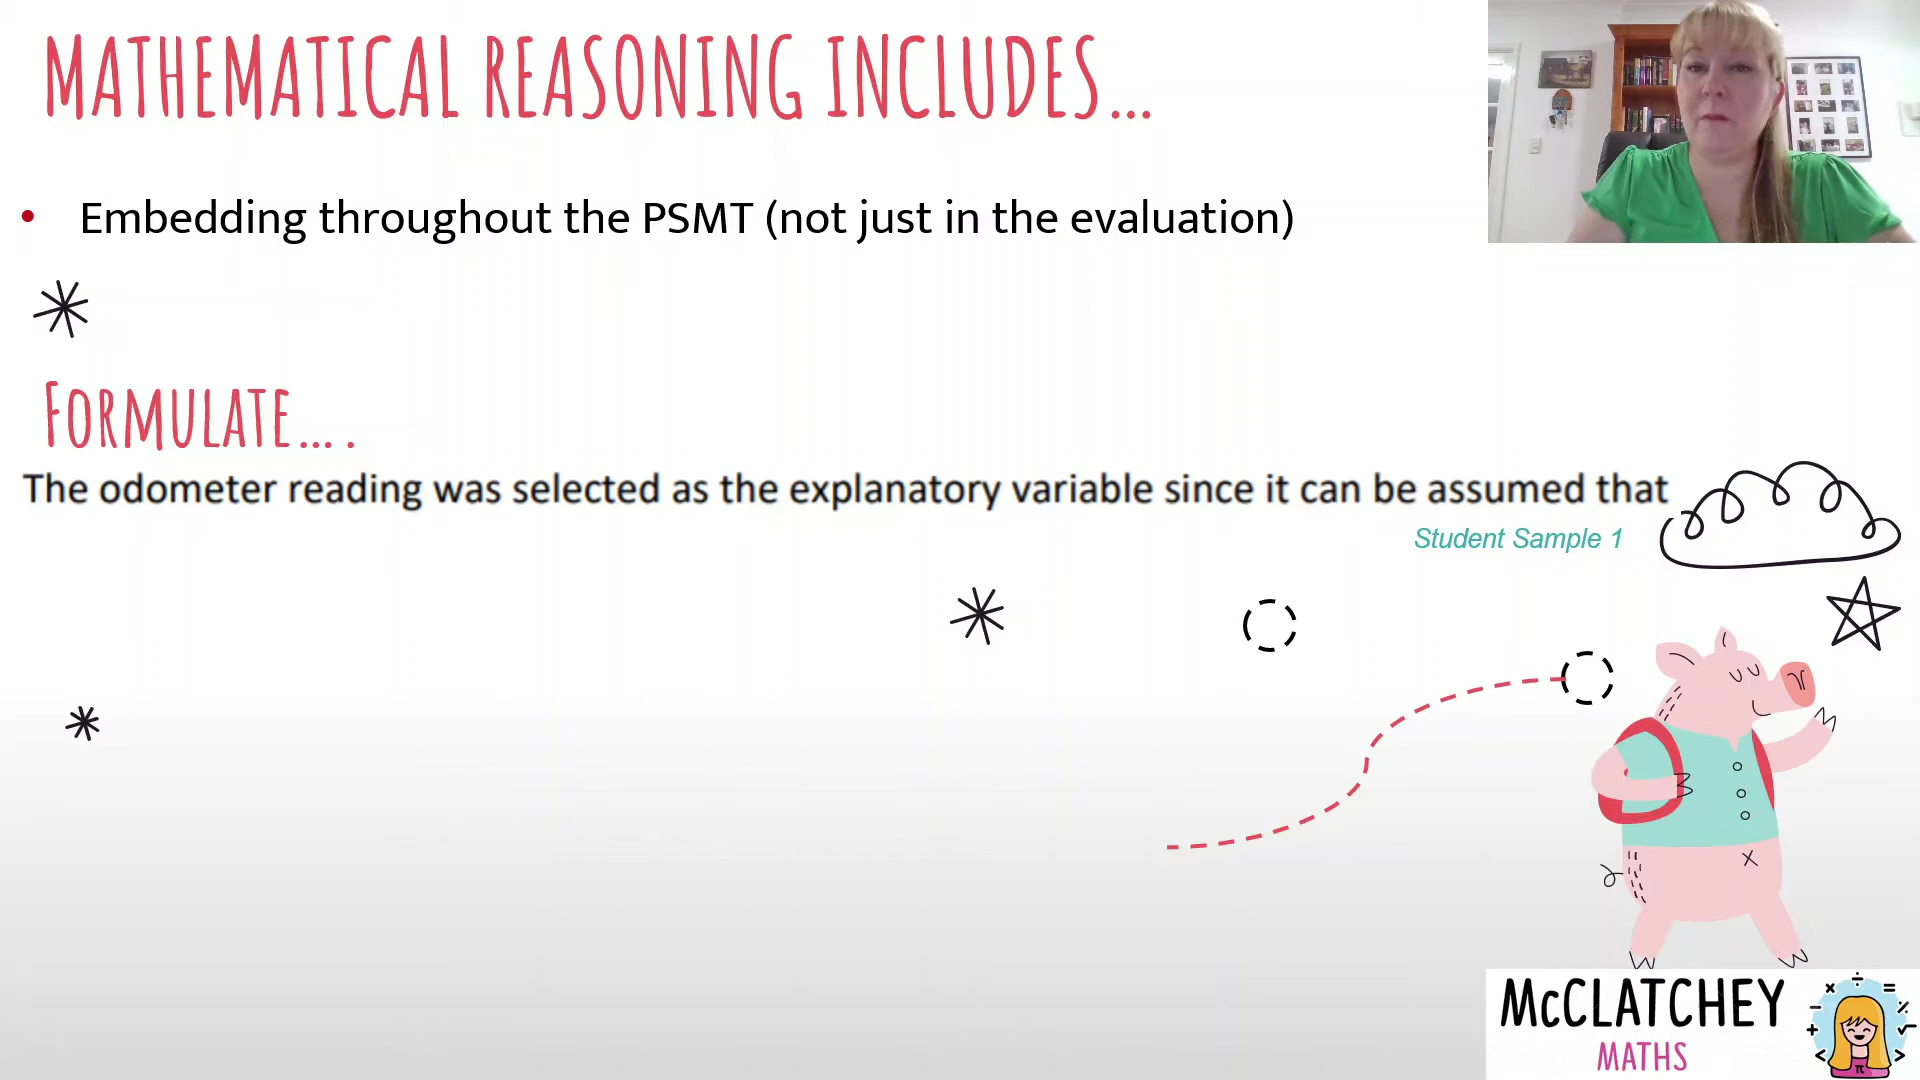 MATHEMATICAL REASONING INCLUDES...
• Embedding throughout the PSMT (not just in the evaluation)
FORMULATE....
The odometer reading was selected as the explanatory variable since it can be assumed that
Student Sample 1
McCLATCHEY
MATHS